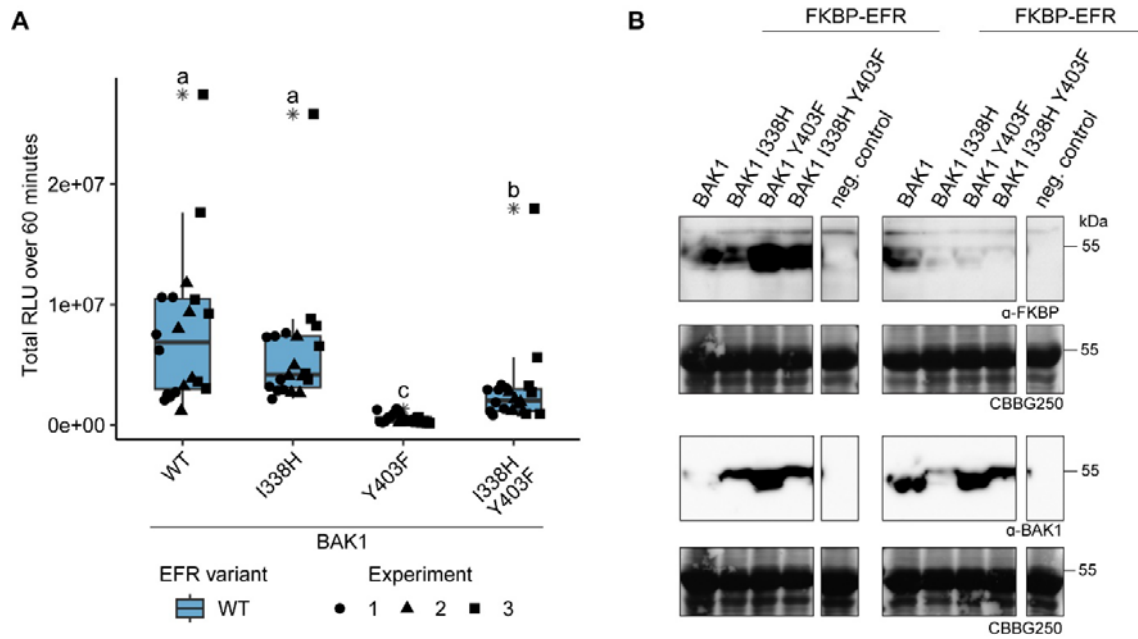 A
Total RLU over 60 minutes
2e+07
1e+07
0e+00
a
a
c
b
WT
I338H
Y403F
I338H
Y403F
BAK1
EFR variant
WT
Experiment
1
2
3
B
FKBP-EFR
FKBP-EFR
BAK1
BAK1 I338H
BAK1 Y403F
BAK1 I338H Y403F
neg. control
BAK1
BAK1 I338H
BAK1 Y403F
BAK1 I338H Y403F
neg. control
kDa
55
α-FKBP
55
CBBG250
55
α-BAK1
55
CBBG250